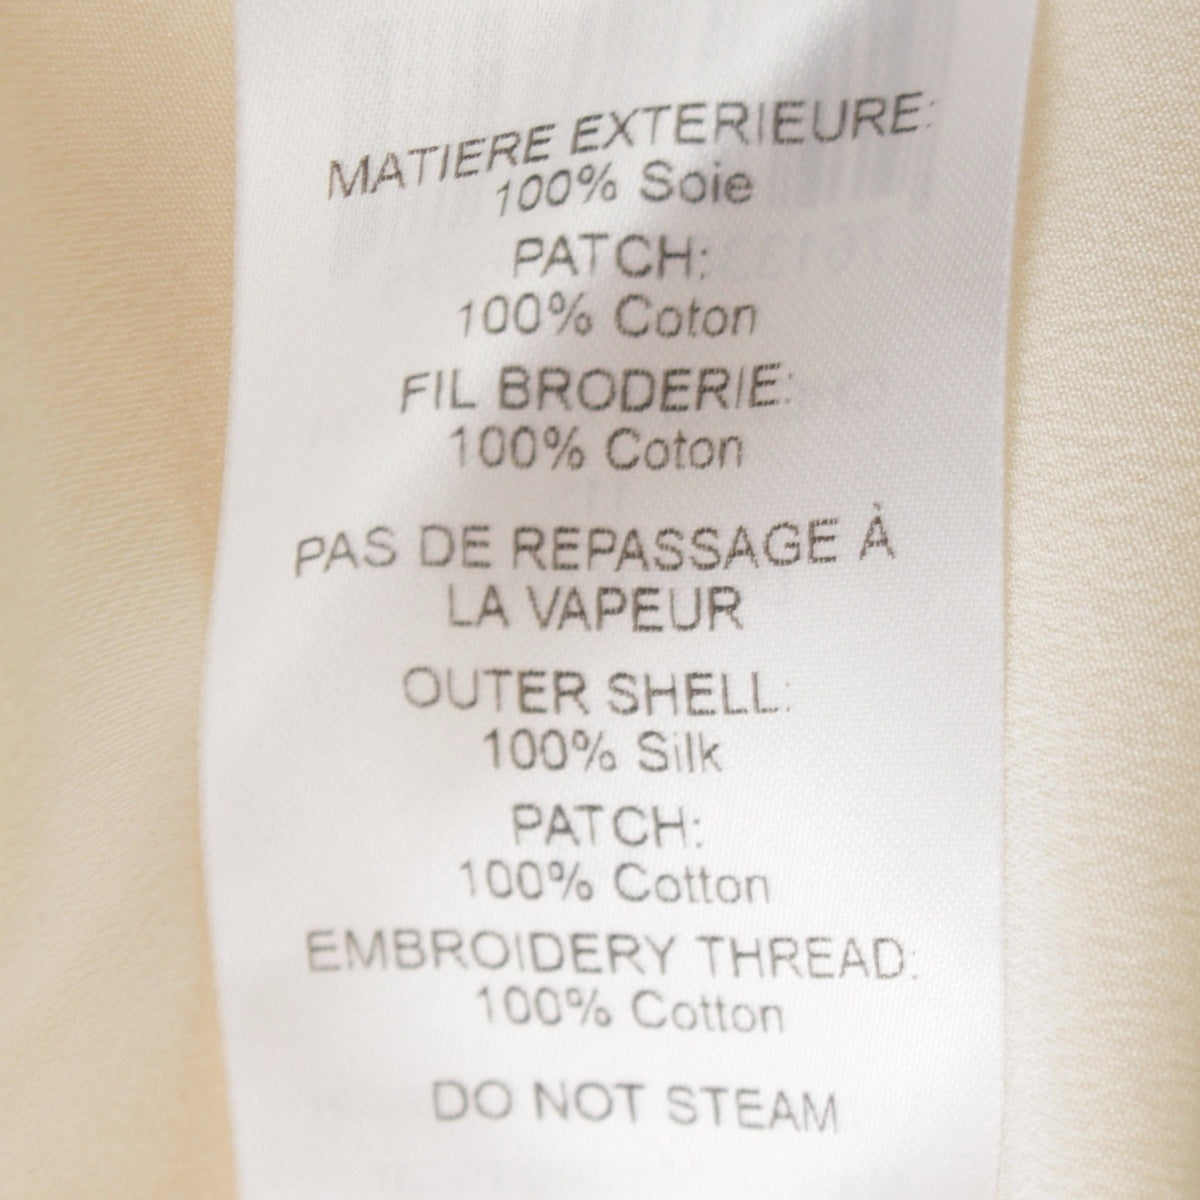 MATIERE EXTERIEURE:
100% Soie
PATCH:
100% Coton
FIL BRODERIE:
100% Coton
PAS DE REPASSAGE À
LA VAPEUR
OUTER SHELL:
100% Silk
PATCH:
100% Cotton
EMBROIDERY THREAD:
100% Cotton
DO NOT STEAM